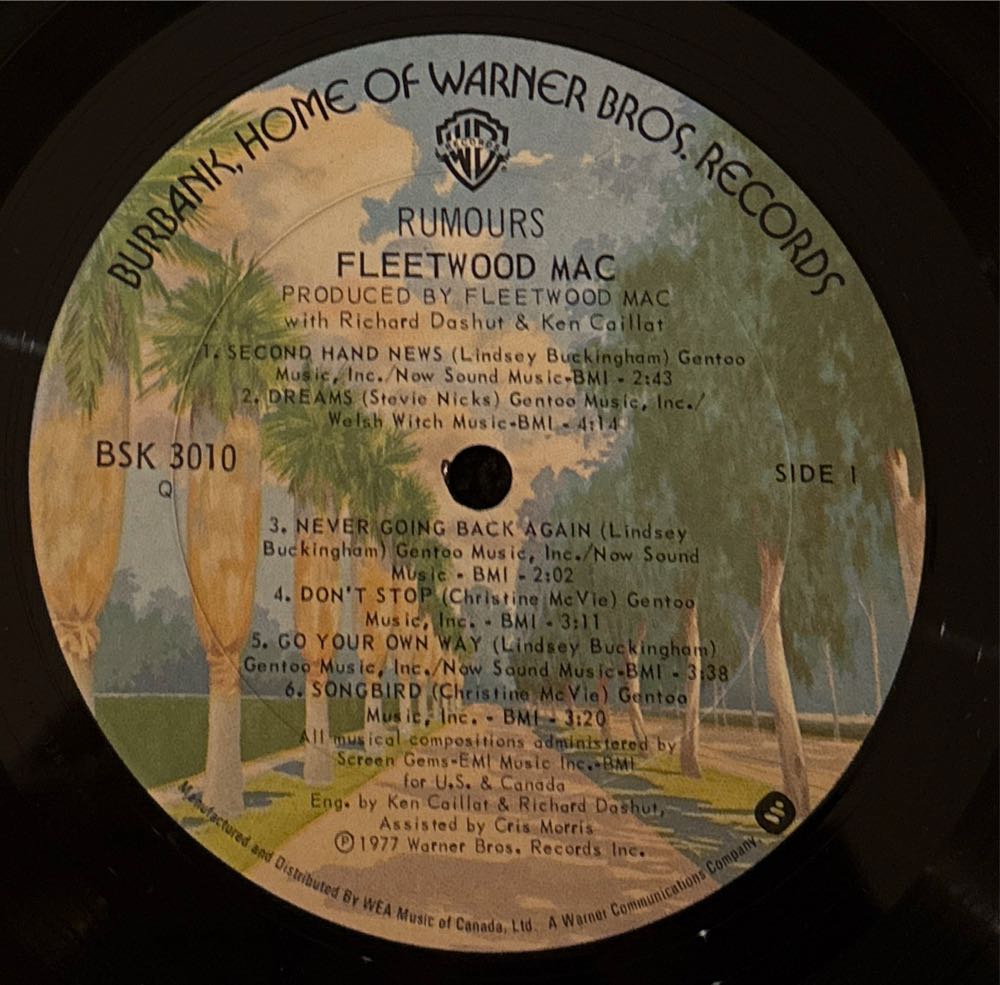 BURBANK, HOME OF WARNER BROS. RECORDS
WB
RECORDS
RUMOURS
FLEETWOOD MAC
PRODUCED BY FLEETWOOD MAC
with Richard Dashut & Ken Caillat
1. SECOND HAND NEWS (Lindsey Buckingham) Gentoo
Music, Inc./Now Sound Music-BMI - 2:43
2. DREAMS (Stevie Nicks) Gentoo Music, Inc./
Welsh Witch Music-BMI - 4:14
BSK 3010
Q
SIDE 1
3. NEVER GOING BACK AGAIN (Lindsey
Buckingham) Gentoo Music, Inc./Now Sound
Music - BMI - 2:02
4. DON'T STOP (Christine McVie) Gentoo
Music, Inc. - BMI - 3:11
5. GO YOUR OWN WAY (Lindsey Buckingham)
Gentoo Music, Inc./Now Sound Music-BMI - 3:38
6. SONGBIRD (Christine McVie) Gentoo
Music, Inc. - BMI - 3:20
All musical compositions administered by
Screen Gems-EMI Music Inc.-BMI
for U.S. & Canada
Eng. by Ken Caillat & Richard Dashut,
Assisted by Cris Morris
℗1977 Warner Bros. Records Inc.
Manufactured and Distributed By WEA Music of Canada, Ltd. A Warner Communications Company.